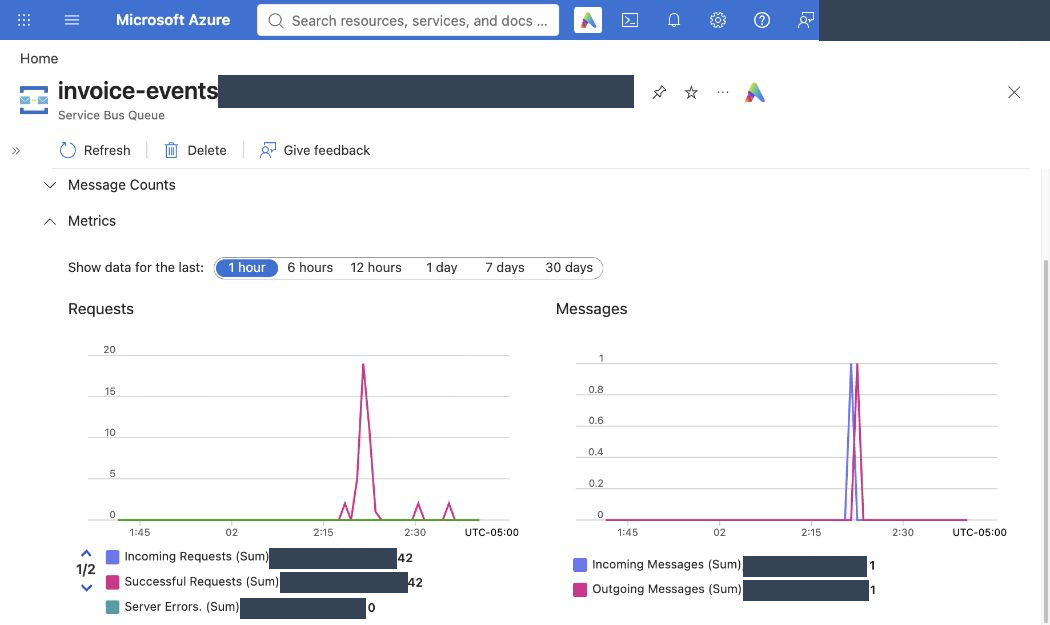 Microsoft Azure
Search resources, services, and docs ...
Home
invoice-events
Service Bus Queue
Refresh
Delete
Give feedback
Message Counts
Metrics
Show data for the last:
1 hour 6 hours 12 hours 1 day 7 days 30 days
Requests
20
15
10
5
0
1:45 02 2:15 2:30 UTC-05:00
1/2
Incoming Requests (Sum) 42
Successful Requests (Sum) 42
Server Errors. (Sum) 0
Messages
1
0.8
0.6
0.4
0.2
0
1:45 02 2:15 2:30 UTC-05:00
Incoming Messages (Sum) 1
Outgoing Messages (Sum) 1